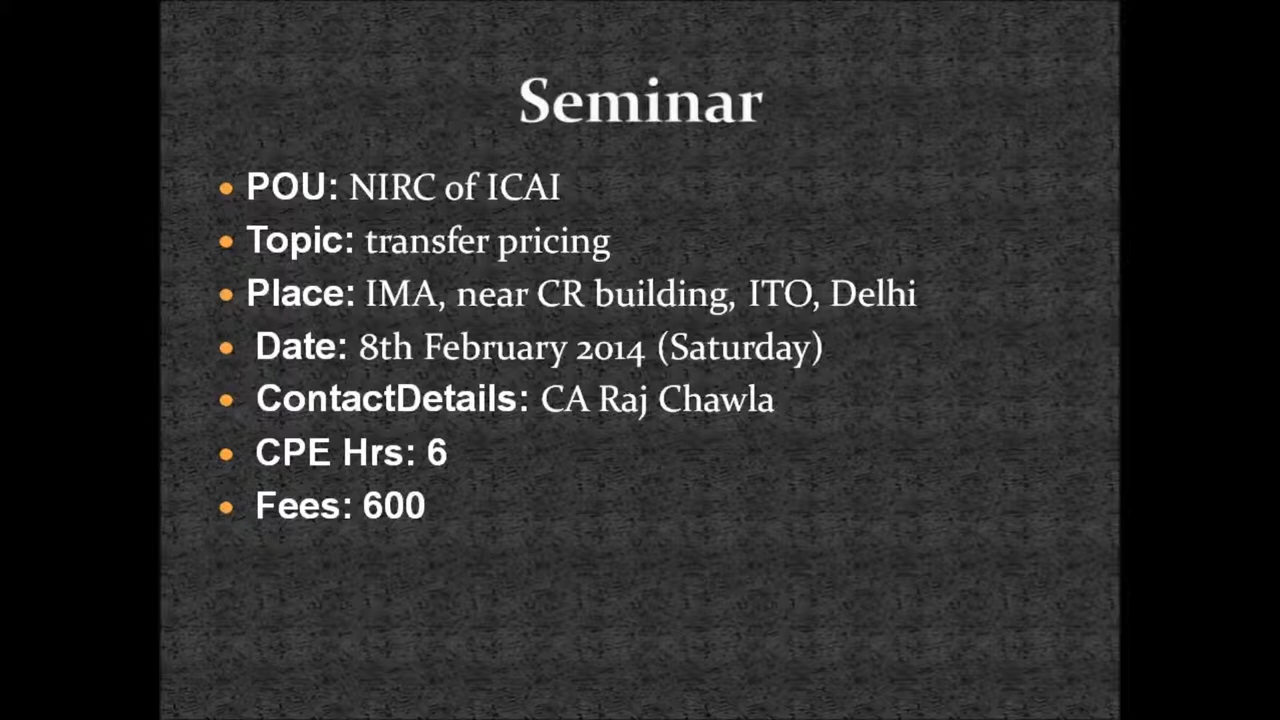 Seminar
POU: NIRC of ICAI
Topic: transfer pricing
Place: IMA, near CR building, ITO, Delhi
Date: 8th February 2014 (Saturday)
ContactDetails: CA Raj Chawla
CPE Hrs: 6
Fees: 600